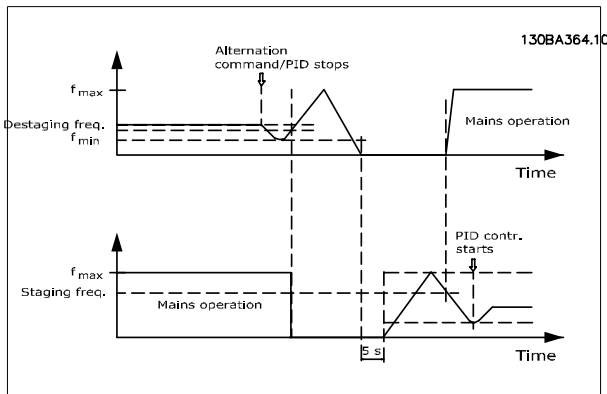 130BA364.10
Alternation
command/PID stops
f max
Destaging freq.
f min
Mains operation
Time
PID contr.
starts
f max
Staging freq.
Mains operation
5 s
Time